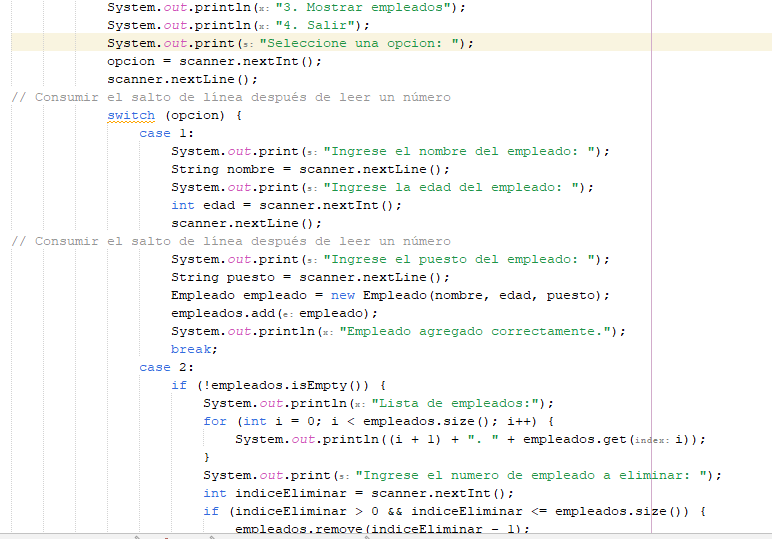 System.out.println(x: "3. Mostrar empleados");
System.out.println(x: "4. Salir");
System.out.print(s: "Seleccione una opcion: ");
opcion = scanner.nextInt();
scanner.nextLine();
// Consumir el salto de línea después de leer un número
switch (opcion) {
case 1:
System.out.print(s: "Ingrese el nombre del empleado: ");
String nombre = scanner.nextLine();
System.out.print(s: "Ingrese la edad del empleado: ");
int edad = scanner.nextInt();
scanner.nextLine();
// Consumir el salto de línea después de leer un número
System.out.print(s: "Ingrese el puesto del empleado: ");
String puesto = scanner.nextLine();
Empleado empleado = new Empleado(nombre, edad, puesto);
empleados.add(e: empleado);
System.out.println(x: "Empleado agregado correctamente.");
break;
case 2:
if (!empleados.isEmpty()) {
System.out.println(x: "Lista de empleados:");
for (int i = 0; i < empleados.size(); i++) {
System.out.println((i + 1) + ". " + empleados.get(index: i));
}
System.out.print(s: "Ingrese el numero de empleado a eliminar: ");
int indiceEliminar = scanner.nextInt();
if (indiceEliminar > 0 && indiceEliminar <= empleados.size()) {
empleados.remove(indiceEliminar - 1);